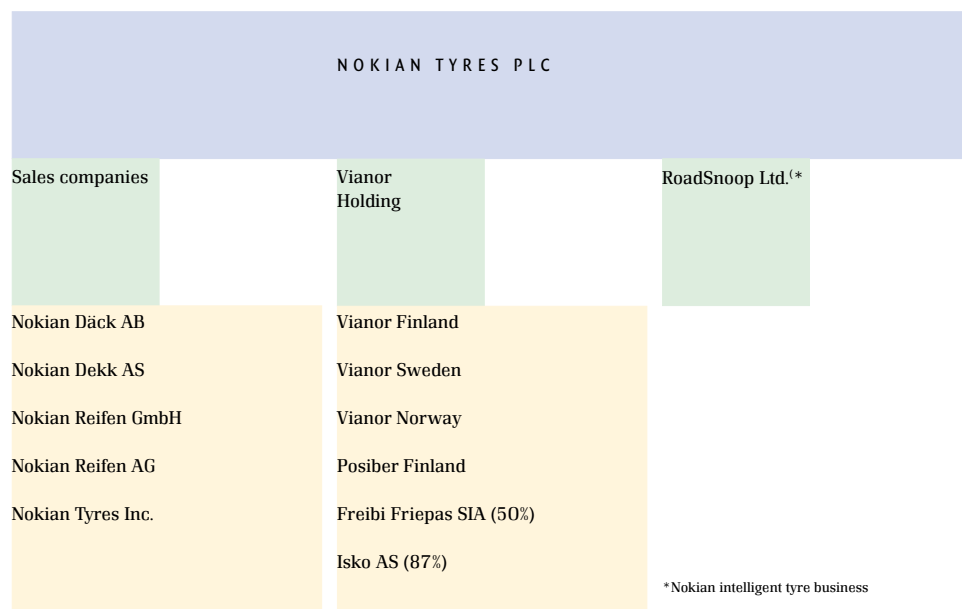 NOKIAN TYRES PLC
Sales companies
Nokian Däck AB
Nokian Dekk AS
Nokian Reifen GmbH
Nokian Reifen AG
Nokian Tyres Inc.
Vianor
Holding
Vianor Finland
Vianor Sweden
Vianor Norway
Posiber Finland
Freibi Friepas SIA (50%)
Isko AS (87%)
RoadSnoop Ltd.(*
*Nokian intelligent tyre business